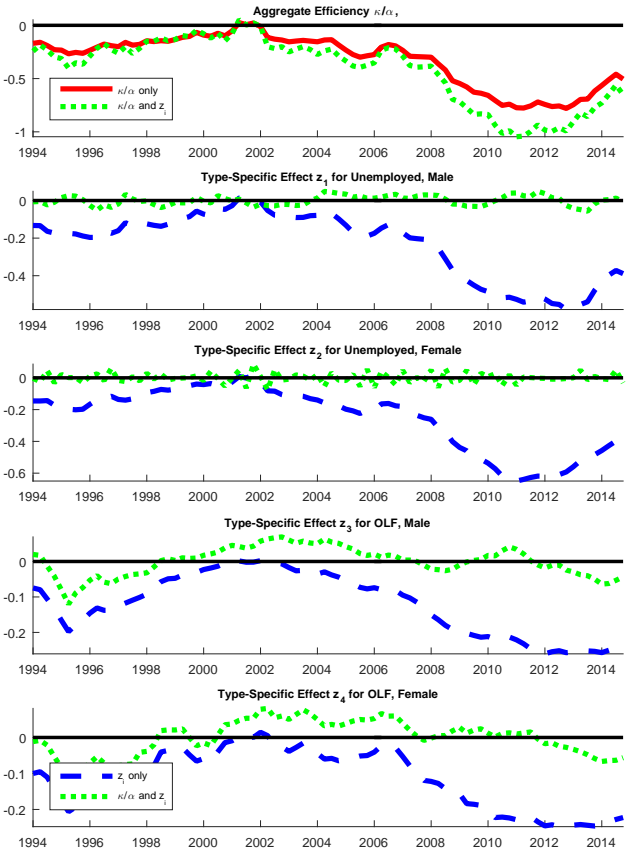 Aggregate Efficiency κ/α,
0
-0.5
-1
κ/α only
κ/α and z_i
1994 1996 1998 2000 2002 2004 2006 2008 2010 2012 2014
Type-Specific Effect z_1 for Unemployed, Male
0
-0.2
-0.4
1994 1996 1998 2000 2002 2004 2006 2008 2010 2012 2014
Type-Specific Effect z_2 for Unemployed, Female
0
-0.2
-0.4
-0.6
1994 1996 1998 2000 2002 2004 2006 2008 2010 2012 2014
Type-Specific Effect z_3 for OLF, Male
0
-0.1
-0.2
1994 1996 1998 2000 2002 2004 2006 2008 2010 2012 2014
Type-Specific Effect z_4 for OLF, Female
0
-0.1
-0.2
z_i only
κ/α and z_i
1994 1996 1998 2000 2002 2004 2006 2008 2010 2012 2014